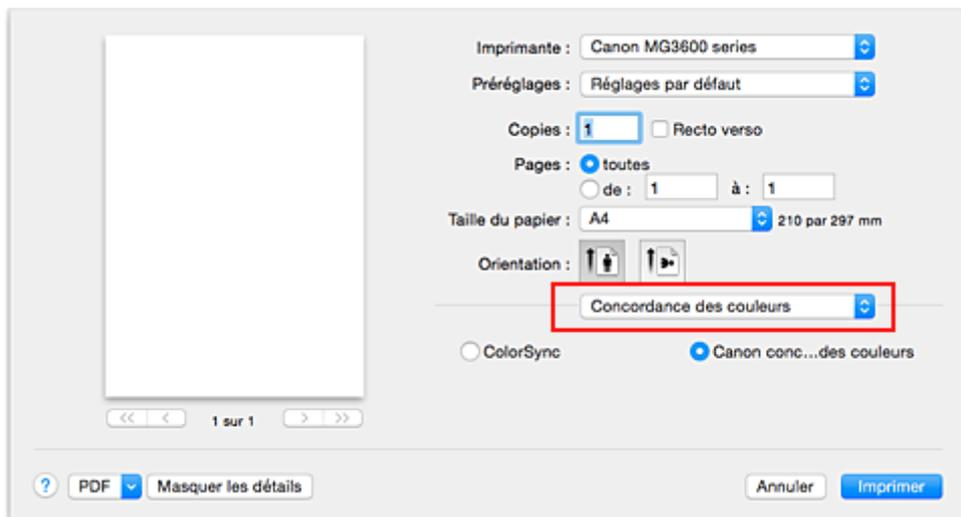 Imprimante : Canon MG3600 series
Préréglages : Réglages par défaut
Copies : 1 Recto verso
Pages : toutes
de : 1 à : 1
Taille du papier : A4 210 par 297 mm
Orientation :
Concordance des couleurs
ColorSync Canon conc...des couleurs
<< < 1 sur 1 > >>
? PDF Masquer les détails Annuler Imprimer